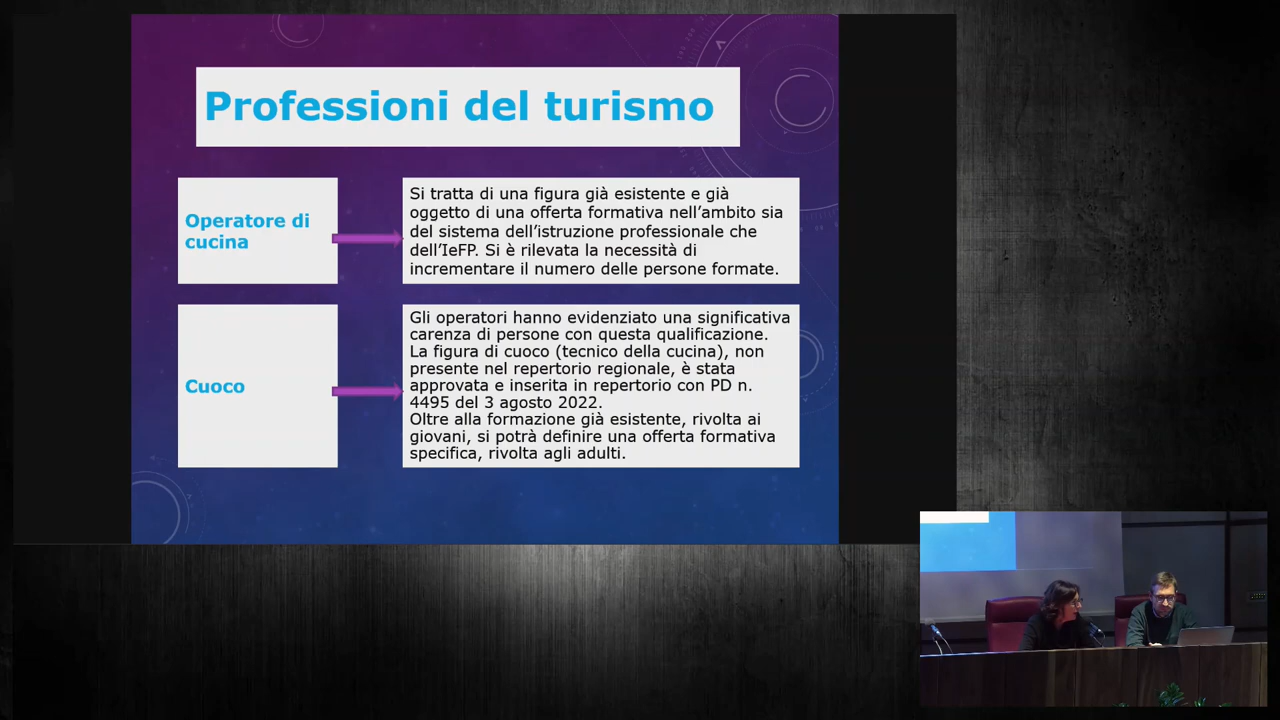 Professioni del turismo
Operatore di
cucina
Si tratta di una figura già esistente e già
oggetto di una offerta formativa nell’ambito sia
del sistema dell’istruzione professionale che
dell’IeFP. Si è rilevata la necessità di
incrementare il numero delle persone formate.
Cuoco
Gli operatori hanno evidenziato una significativa
carenza di persone con questa qualificazione.
La figura di cuoco (tecnico della cucina), non
presente nel repertorio regionale, è stata
approvata e inserita in repertorio con PD n.
4495 del 3 agosto 2022.
Oltre alla formazione già esistente, rivolta ai
giovani, si potrà definire una offerta formativa
specifica, rivolta agli adulti.